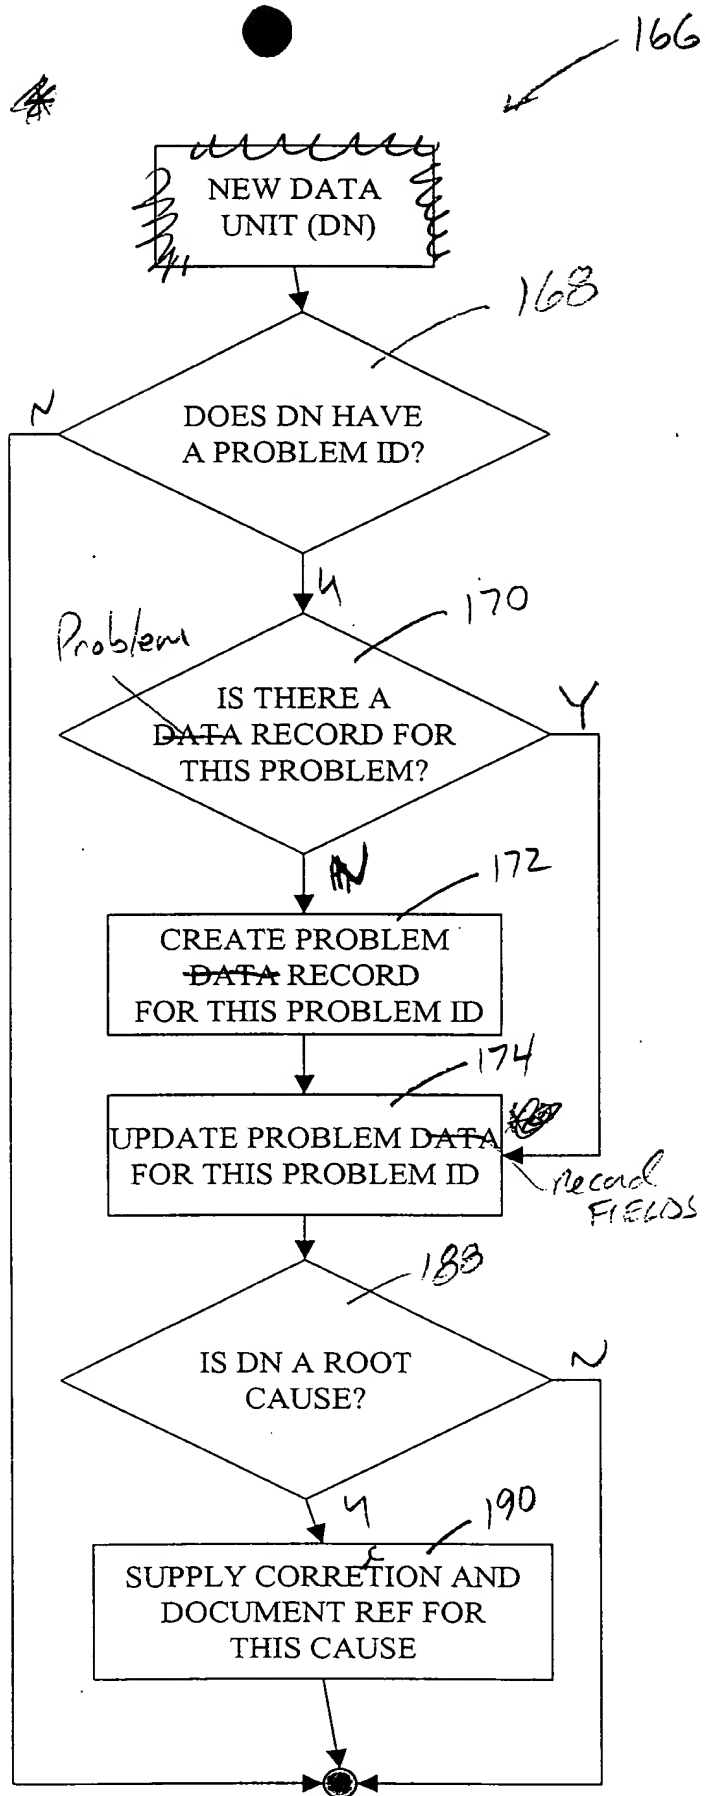 166
NEW DATA
UNIT (DN)
168
N
DOES DN HAVE
A PROBLEM ID?
Y
170
Problem
IS THERE A
DATA RECORD FOR
THIS PROBLEM?
Y
N
172
CREATE PROBLEM
DATA RECORD
FOR THIS PROBLEM ID
174
UPDATE PROBLEM DATA
FOR THIS PROBLEM ID
record
FIELDS
188
IS DN A ROOT
CAUSE?
N
Y
190
c
SUPPLY CORRETION AND
DOCUMENT REF FOR
THIS CAUSE